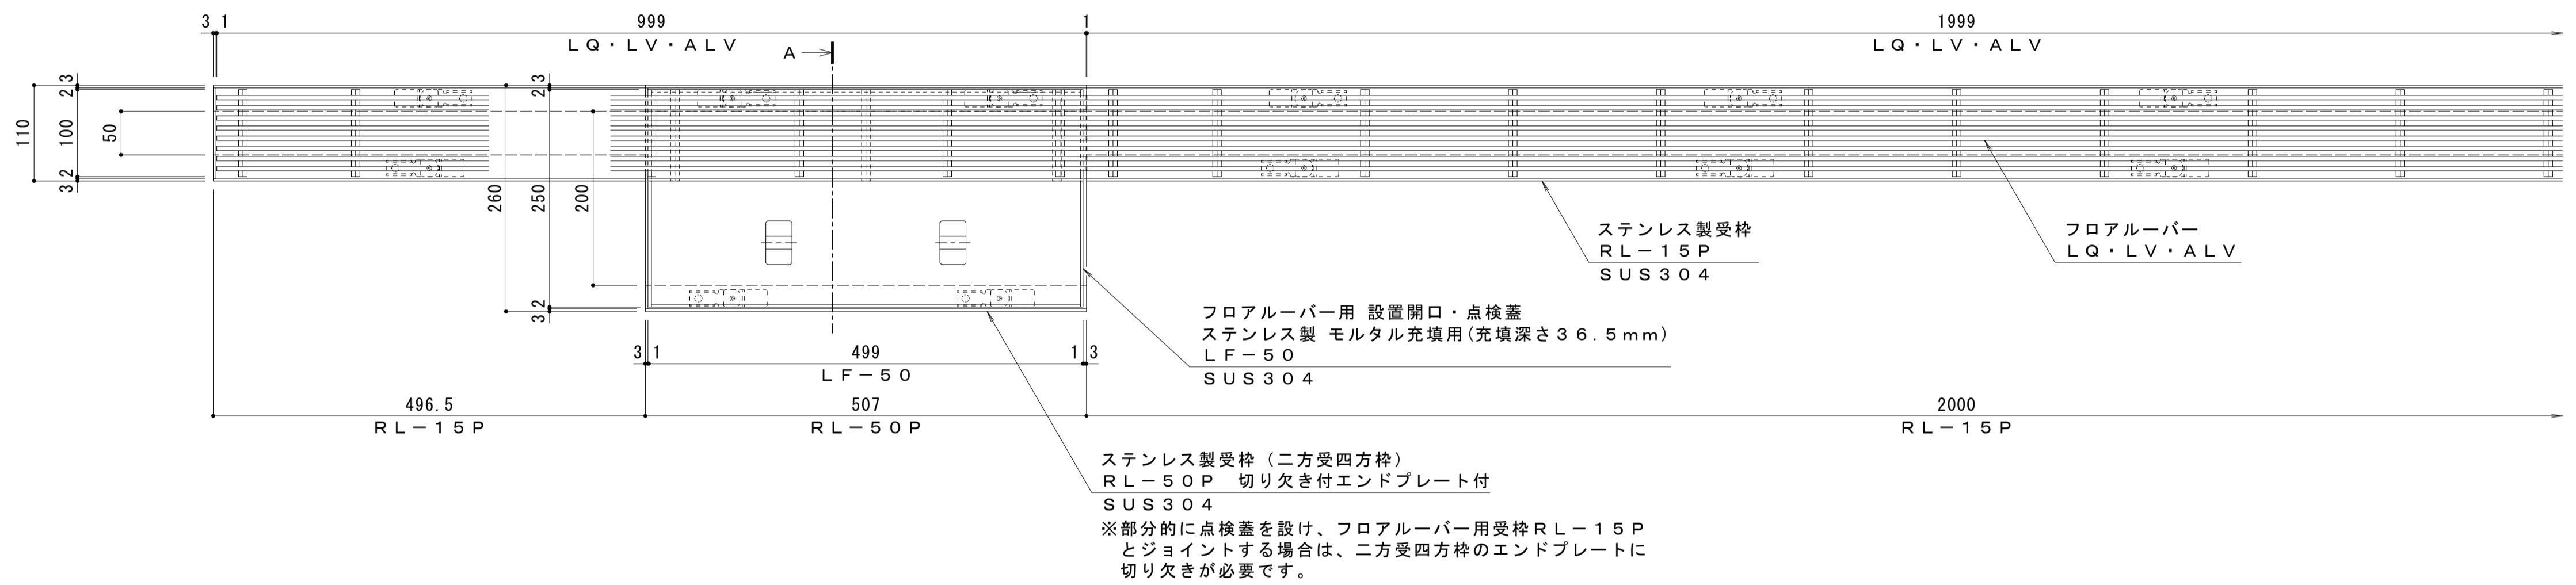 3 1
999
1
1999
LQ・LV・ALV
A
LQ・LV・ALV
110
3
2
100
2
3
50
260
3
2
250
2
3
200
ステンレス製受枠
RL－15P
SUS304
フロアルーバー
LQ・LV・ALV
フロアルーバー用 設置開口・点検蓋
ステンレス製 モルタル充填用(充填深さ36.5mm)
LF－50
SUS304
3 1
499
1 3
LF－50
496.5
507
2000
RL－15P
RL－50P
RL－15P
ステンレス製受枠（二方受四方枠）
RL－50P　切り欠き付エンドプレート付
SUS304
※部分的に点検蓋を設け、フロアルーバー用受枠RL－15P
とジョイントする場合は、二方受四方枠のエンドプレートに
切り欠きが必要です。